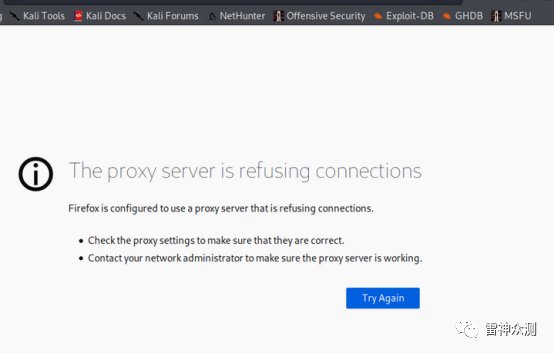 Kali Tools Kali Docs Kali Forums NetHunter Offensive Security Exploit-DB GHDB MSFU
The proxy server is refusing connections
Firefox is configured to use a proxy server that is refusing connections.
Check the proxy settings to make sure that they are correct.
Contact your network administrator to make sure the proxy server is working.
Try Again
雷神众测